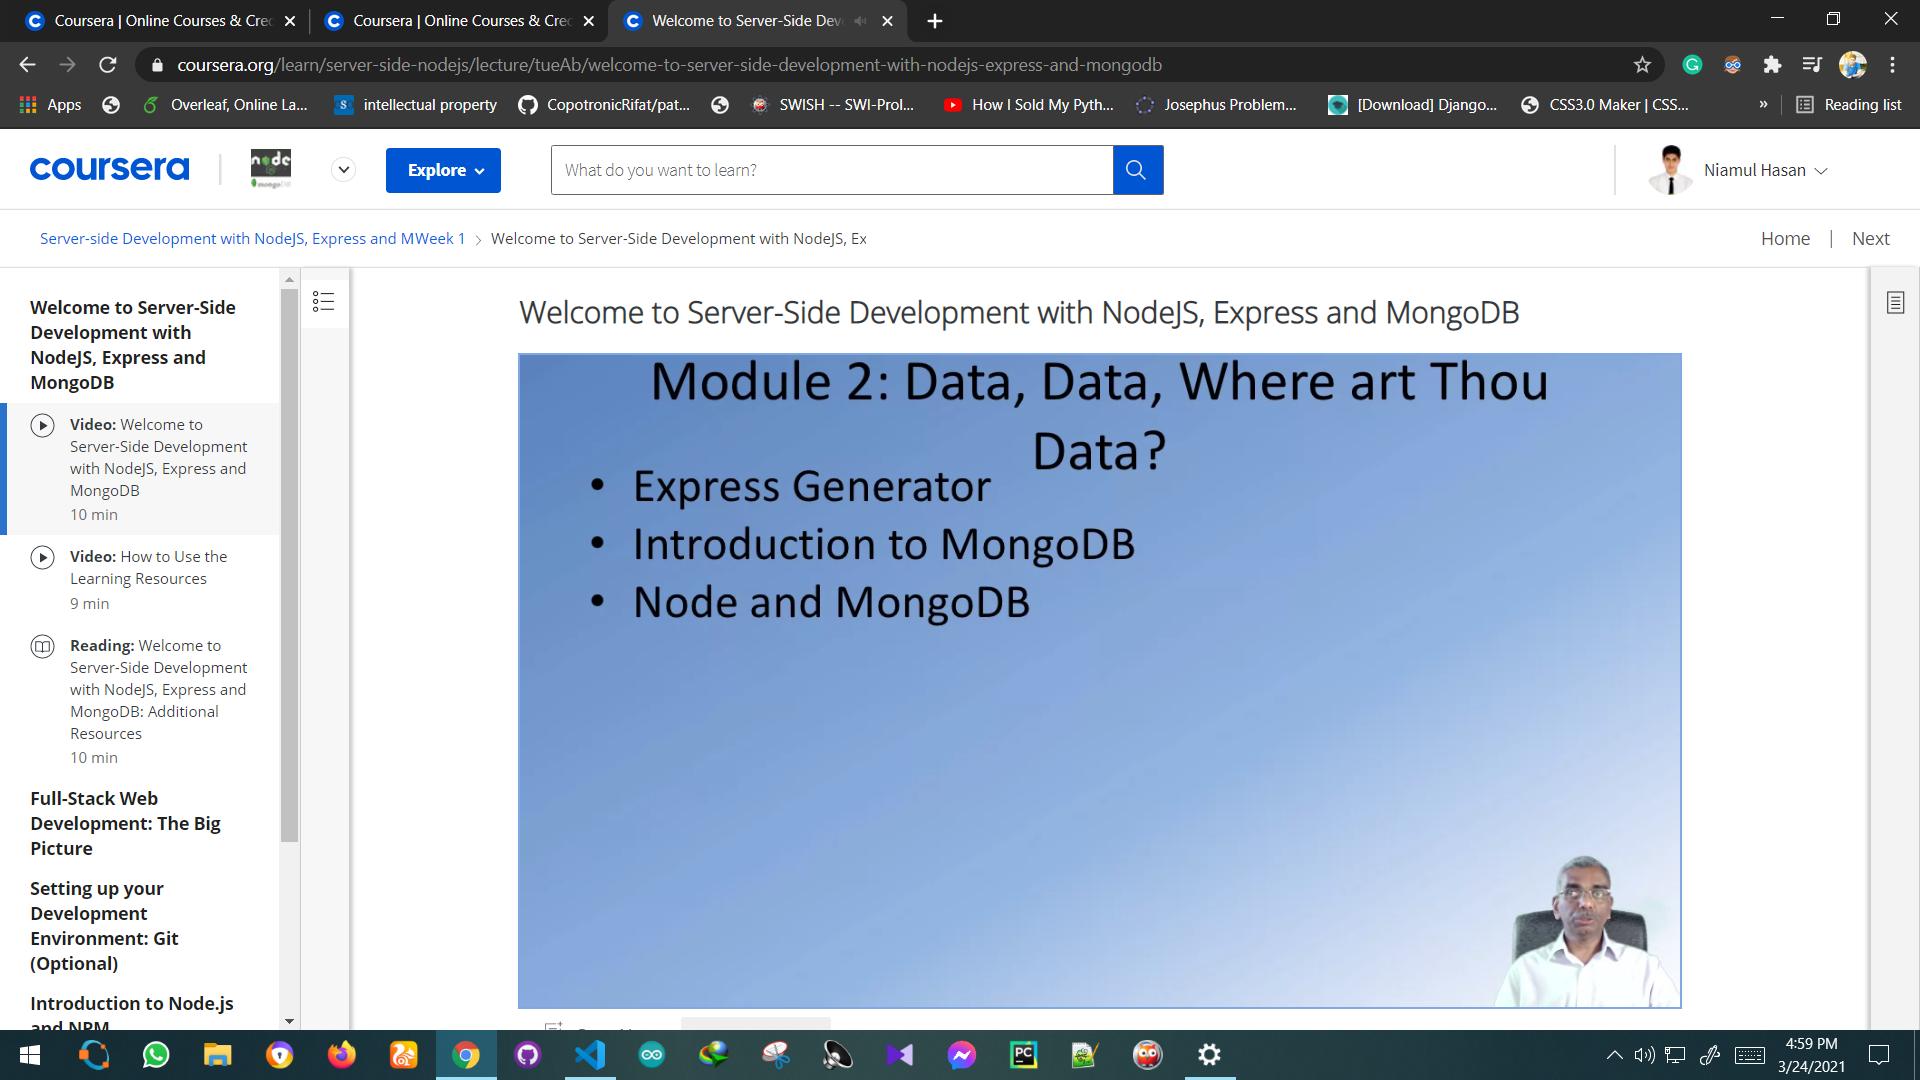 Coursera | Online Courses & Cre
Coursera | Online Courses & Cre
Welcome to Server-Side Dev
coursera.org/learn/server-side-nodejs/lecture/tueAb/welcome-to-server-side-development-with-nodejs-express-and-mongodb
Apps
Overleaf, Online La...
intellectual property
CopotronicRifat/pat...
SWISH -- SWI-Prol...
How I Sold My Pyth...
Josephus Problem...
[Download] Django...
CSS3.0 Maker | CSS...
»
Reading list
coursera
node
mongoDB
Explore
What do you want to learn?
Niamul Hasan
Server-side Development with NodeJS, Express and MWeek 1 > Welcome to Server-Side Development with NodeJS, Ex
Home | Next
Welcome to Server-Side
Development with
NodeJS, Express and
MongoDB
Video: Welcome to
Server-Side Development
with NodeJS, Express and
MongoDB
10 min
Video: How to Use the
Learning Resources
9 min
Reading: Welcome to
Server-Side Development
with NodeJS, Express and
MongoDB: Additional
Resources
10 min
Full-Stack Web
Development: The Big
Picture
Setting up your
Development
Environment: Git
(Optional)
Introduction to Node.js
and NPM
Welcome to Server-Side Development with NodeJS, Express and MongoDB
Module 2: Data, Data, Where art Thou
Data?
• Express Generator
• Introduction to MongoDB
• Node and MongoDB
4:59 PM
3/24/2021